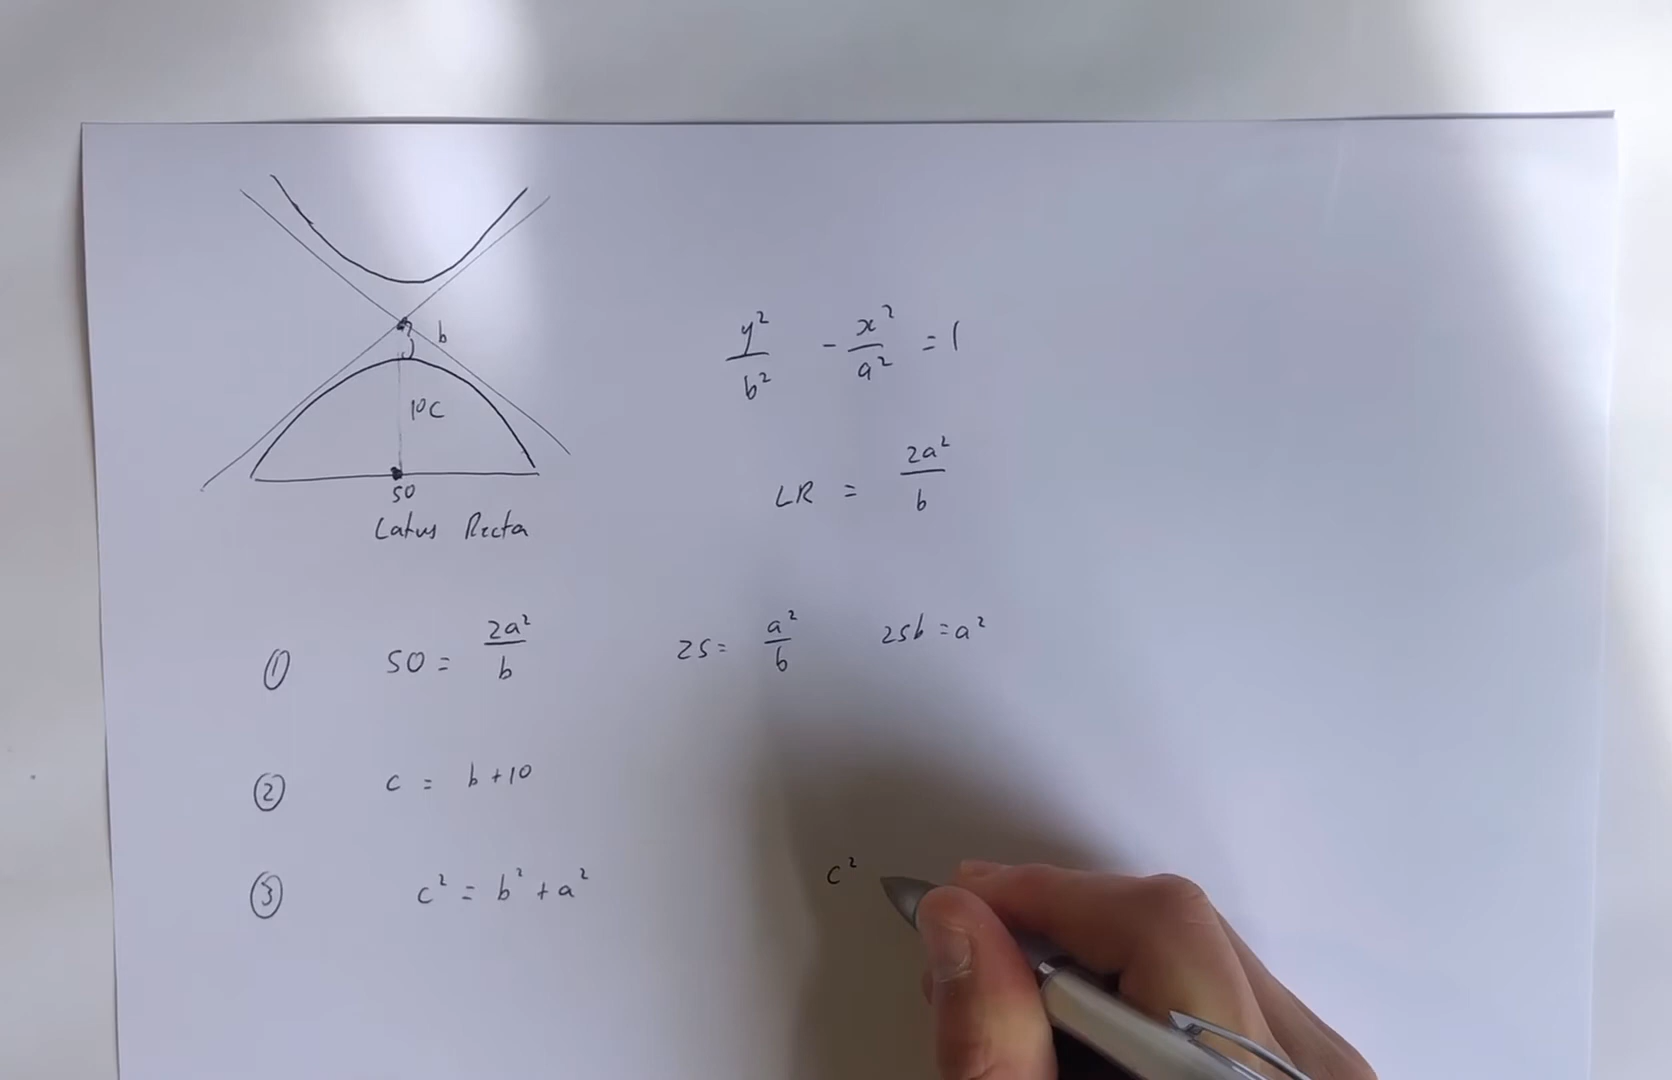 b
10c
50
Latus Recta
y²/b² - x²/a² = 1
LR = 2a²/b
① 50 = 2a²/b 25 = a²/b 25b = a²
② c = b + 10
③ c² = b² + a² c²